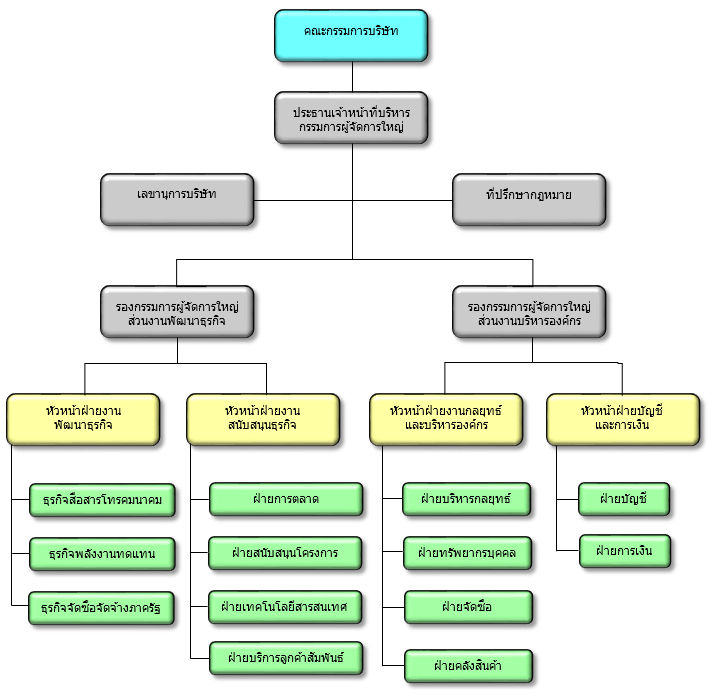 คณะกรรมการบริษัท
ประธานเจ้าหน้าที่บริหาร
กรรมการผู้จัดการใหญ่
เลขานุการบริษัท
ที่ปรึกษากฎหมาย
รองกรรมการผู้จัดการใหญ่
ส่วนงานพัฒนาธุรกิจ
รองกรรมการผู้จัดการใหญ่
ส่วนงานบริหารองค์กร
หัวหน้าฝ่ายงาน
พัฒนาธุรกิจ
หัวหน้าฝ่ายงาน
สนับสนุนธุรกิจ
หัวหน้าฝ่ายงานกลยุทธ์
และบริหารองค์กร
หัวหน้าฝ่ายบัญชี
และการเงิน
ธุรกิจสื่อสารโทรคมนาคม
ธุรกิจพลังงานทดแทน
ธุรกิจจัดซื้อจัดจ้างภาครัฐ
ฝ่ายการตลาด
ฝ่ายสนับสนุนโครงการ
ฝ่ายเทคโนโลยีสารสนเทศ
ฝ่ายบริการลูกค้าสัมพันธ์
ฝ่ายบริหารกลยุทธ์
ฝ่ายทรัพยากรบุคคล
ฝ่ายจัดซื้อ
ฝ่ายคลังสินค้า
ฝ่ายบัญชี
ฝ่ายการเงิน